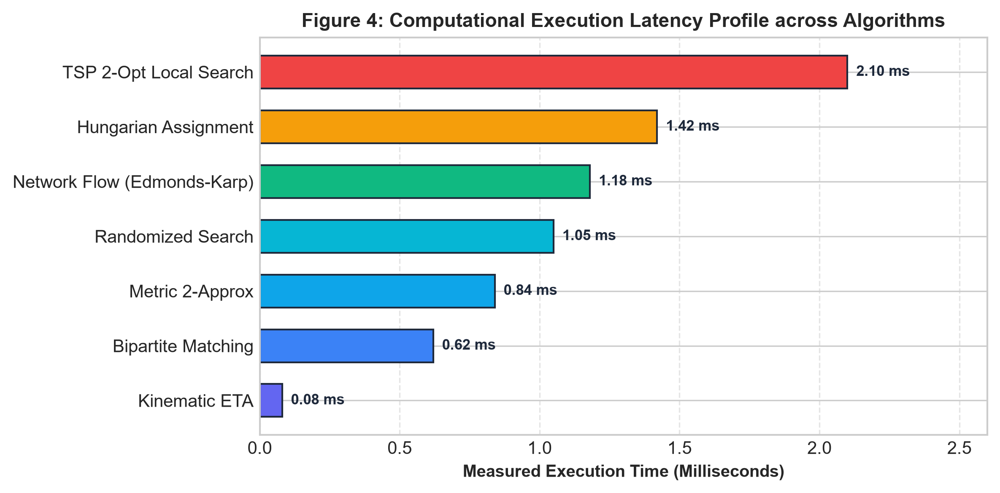 Figure 4: Computational Execution Latency Profile across Algorithms
TSP 2-Opt Local Search
2.10 ms
Hungarian Assignment
1.42 ms
Network Flow (Edmonds-Karp)
1.18 ms
Randomized Search
1.05 ms
Metric 2-Approx
0.84 ms
Bipartite Matching
0.62 ms
Kinematic ETA
0.08 ms
0.0 0.5 1.0 1.5 2.0 2.5
Measured Execution Time (Milliseconds)